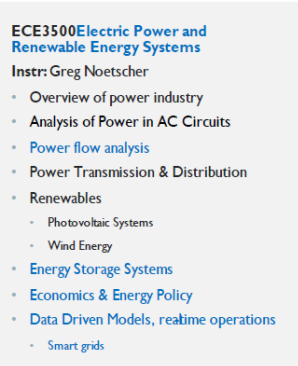 ECE3500Electric Power and
Renewable Energy Systems
Instr: Greg Noetscher
• Overview of power industry
• Analysis of Power in AC Circuits
• Power flow analysis
• Power Transmission & Distribution
• Renewables
• Photovoltaic Systems
• Wind Energy
• Energy Storage Systems
• Economics & Energy Policy
• Data Driven Models, real-time operations
• Smart grids